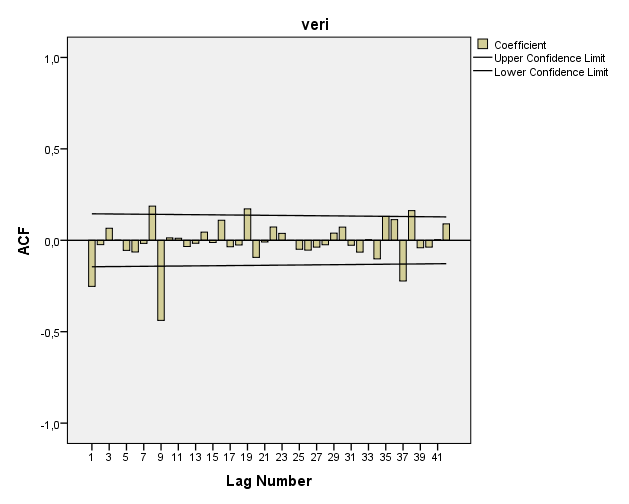 veri
Coefficient
Upper Confidence Limit
Lower Confidence Limit
1,0
0,5
0,0
-0,5
-1,0
ACF
1 3 5 7 9 11 13 15 17 19 21 23 25 27 29 31 33 35 37 39 41
Lag Number